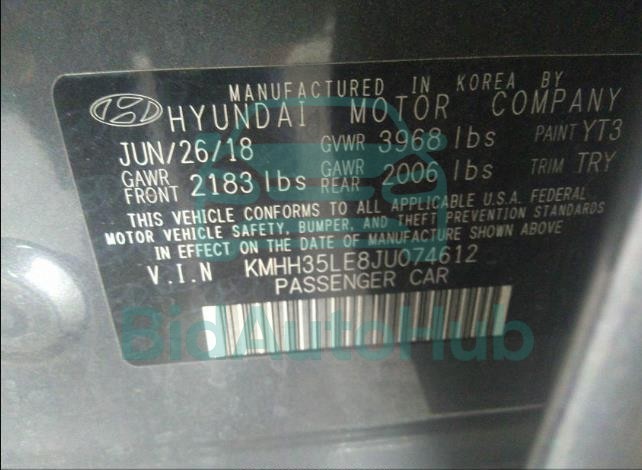 MANUFACTURED IN KOREA BY
HYUNDAI MOTOR COMPANY
JUN/26/18 GVWR 3968 lbs PAINT YT3
GAWR FRONT 2183 lbs GAWR REAR 2006 lbs TRIM TRY
THIS VEHICLE CONFORMS TO ALL APPLICABLE U.S.A. FEDERAL
MOTOR VEHICLE SAFETY, BUMPER, AND THEFT PREVENTION STANDARDS
IN EFFECT ON THE DATE OF MANUFACTURE SHOWN ABOVE
V.I.N KMHH35LE8JU074612
PASSENGER CAR
BidAutoHub